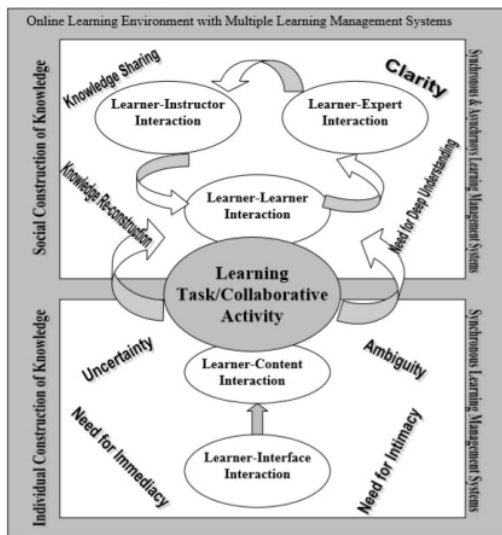 Online Learning Environment with Multiple Learning Management Systems
Social Construction of Knowledge
Knowledge Sharing
Clarity
Learner-Instructor
Interaction
Learner-Expert
Interaction
Knowledge Re-construction
Learner-Learner
Interaction
Need for Deep Understanding
Synchronous & Asynchronys
Learning Management Systems
Learning
Task/Collaborative
Activity
Individual Construction of Knowledge
Uncertainty
Learner-Content
Interaction
Ambiguity
Need for Immediacy
Learner-Interface
Interaction
Need for Intimacy
Synchronous Learning Management
Systems